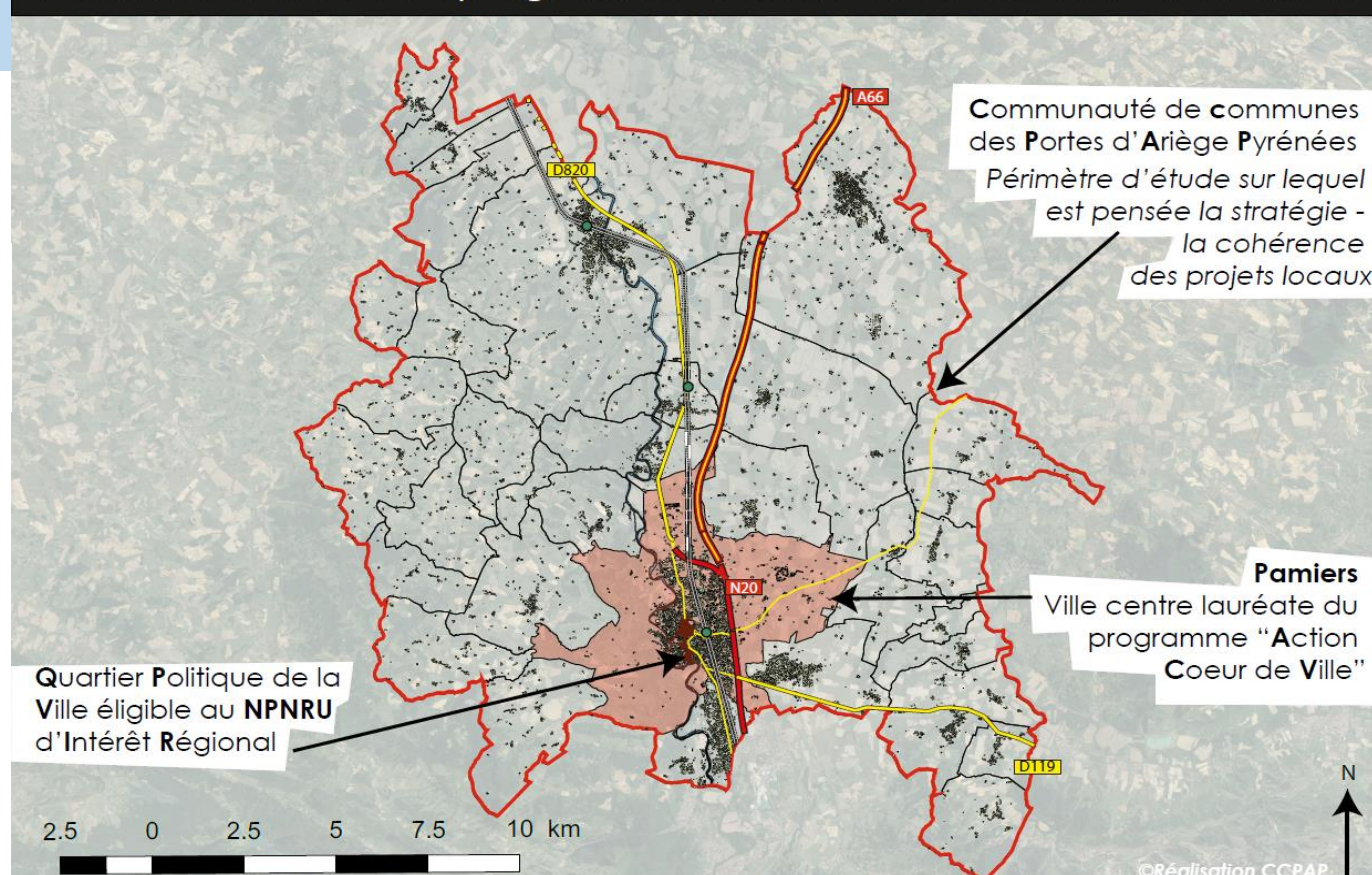 A66
D820
Communauté de communes
des Portes d'Ariège Pyrénées
Périmètre d'étude sur lequel
est pensée la stratégie -
la cohérence
des projets locaux
N20
Pamiers
Ville centre lauréate du
programme "Action
Coeur de Ville"
Quartier Politique de la
Ville éligible au NPNRU
d'Intérêt Régional
D119
N
2.5 0 2.5 5 7.5 10 km
©Réalisation CCPAP